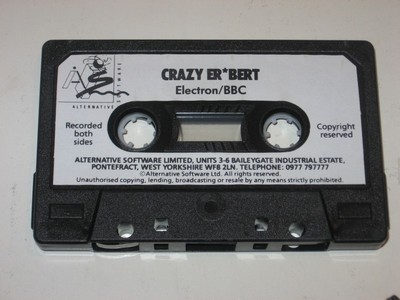 CRAZY ER*BERT
Electron/BBC
ALTERNATIVE
SOFTWARE
Recorded
both
sides
Copyright
reserved
ALTERNATIVE SOFTWARE LIMITED, UNITS 3-6 BAILEYGATE INDUSTRIAL ESTATE,
PONTEFRACT, WEST YORKSHIRE WF8 2LN. TELEPHONE: 0977 797777
©Alternative Software Ltd. All rights reserved.
Unauthorised copying, lending, broadcasting or resale by any means strictly prohibited.